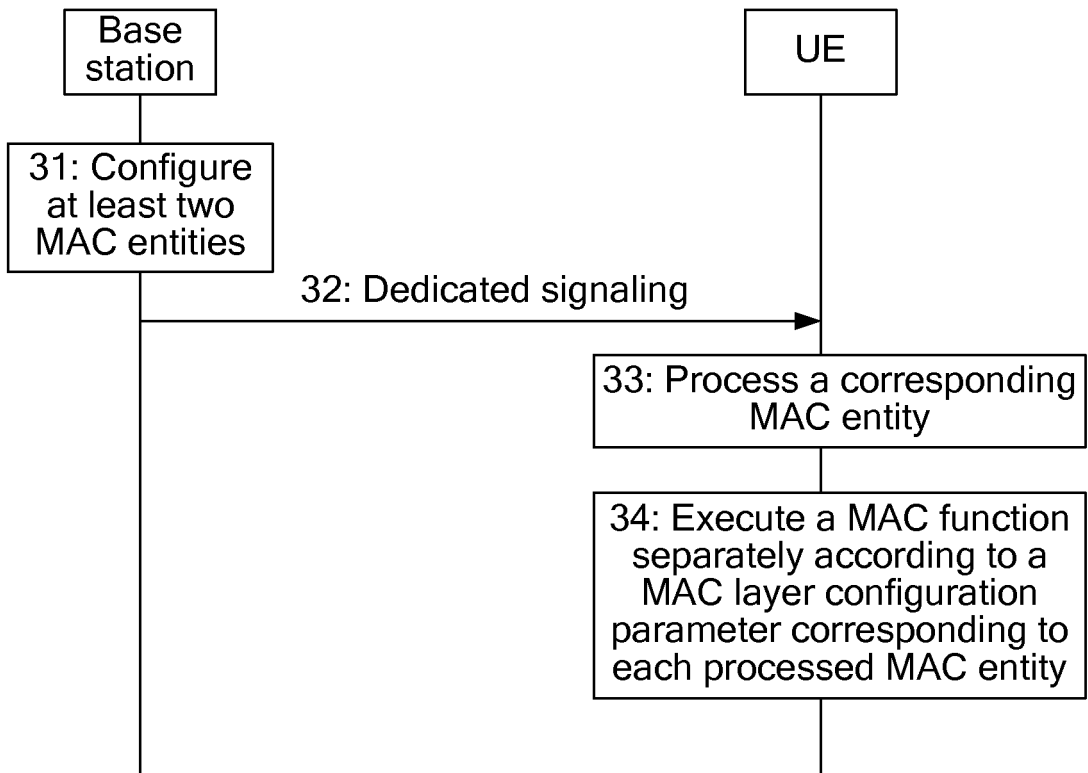 Base
station
UE
31: Configure
at least two
MAC entities
32: Dedicated signaling
33: Process a corresponding
MAC entity
34: Execute a MAC function
separately according to a
MAC layer configuration
parameter corresponding to
each processed MAC entity